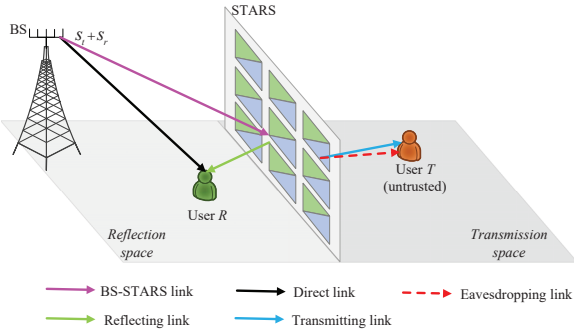 STARS
BS
S_t + S_r
User R
User T
(untrusted)
Reflection
space
Transmission
space
BS-STARS link
Direct link
Eavesdropping link
Reflecting link
Transmitting link